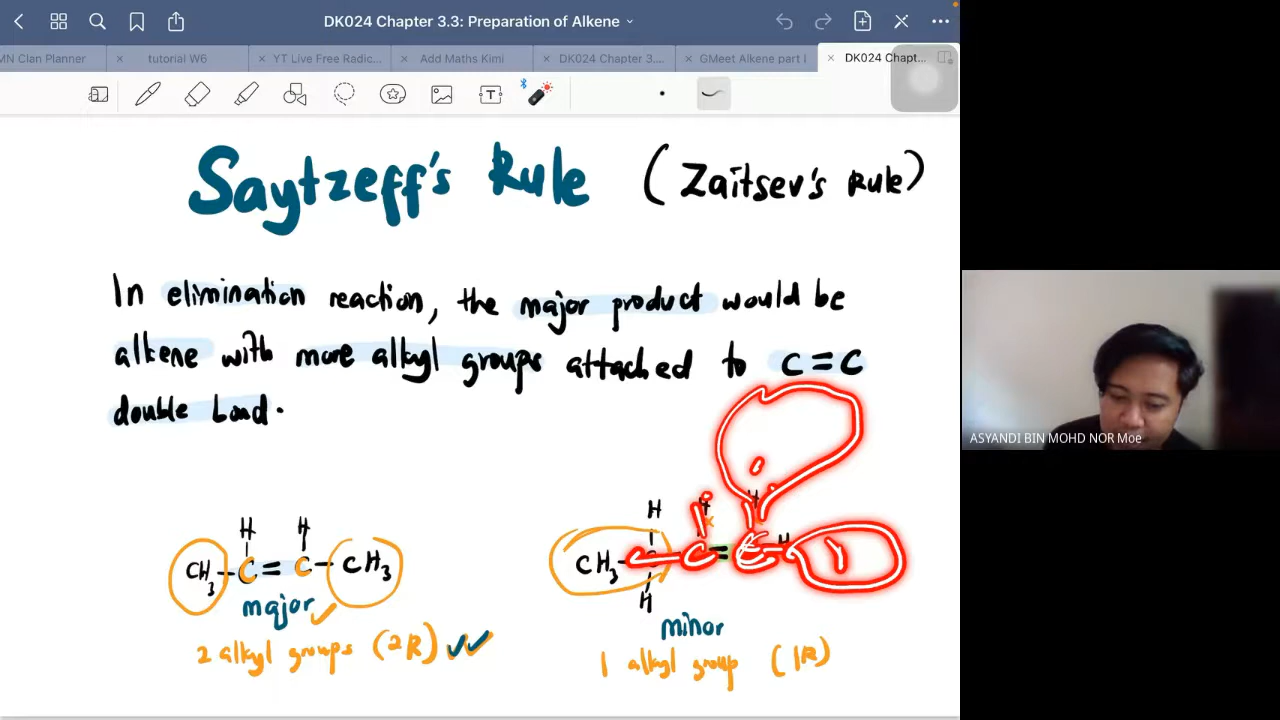 DK024 Chapter 3.3: Preparation of Alkene
MN Clan Planner
tutorial W6
YT Live Free Radic...
Add Maths Kimi
DK024 Chapter 3....
GMeet Alkene part I
DK024 Chapt...
Saytzeff's Rule (Zaitsev's Rule)
In elimination reaction, the major product would be
alkene with more alkyl groups attached to C=C
double bond.
ASYANDI BIN MOHD NOR Moe
H H
CH3-C=C-CH3
major
2 alkyl groups (2R)
H H H
CH3-C-C=C-H
H
minor
1 alkyl group (1R)